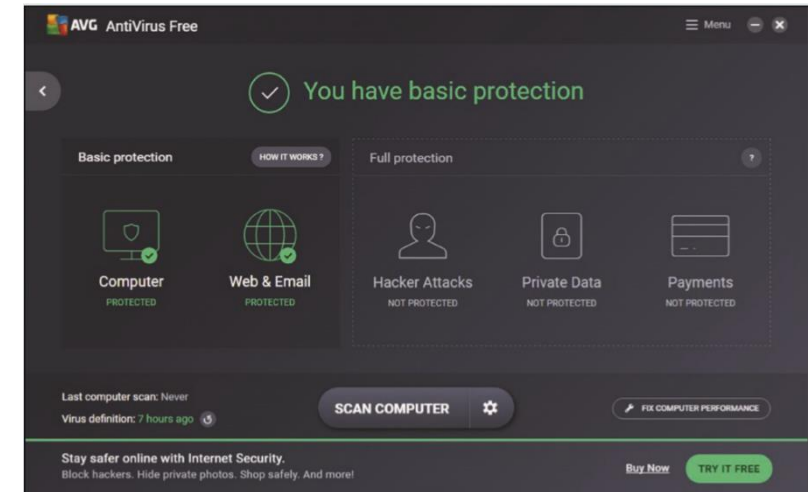 AVG AntiVirus Free
Menu
You have basic protection
Basic protection
HOW IT WORKS ?
Full protection
?
Computer
PROTECTED
Web & Email
PROTECTED
Hacker Attacks
NOT PROTECTED
Private Data
NOT PROTECTED
Payments
NOT PROTECTED
Last computer scan: Never
Virus definition: 7 hours ago
SCAN COMPUTER
FIX COMPUTER PERFORMANCE
Stay safer online with Internet Security.
Block hackers. Hide private photos. Shop safely. And more!
Buy Now
TRY IT FREE